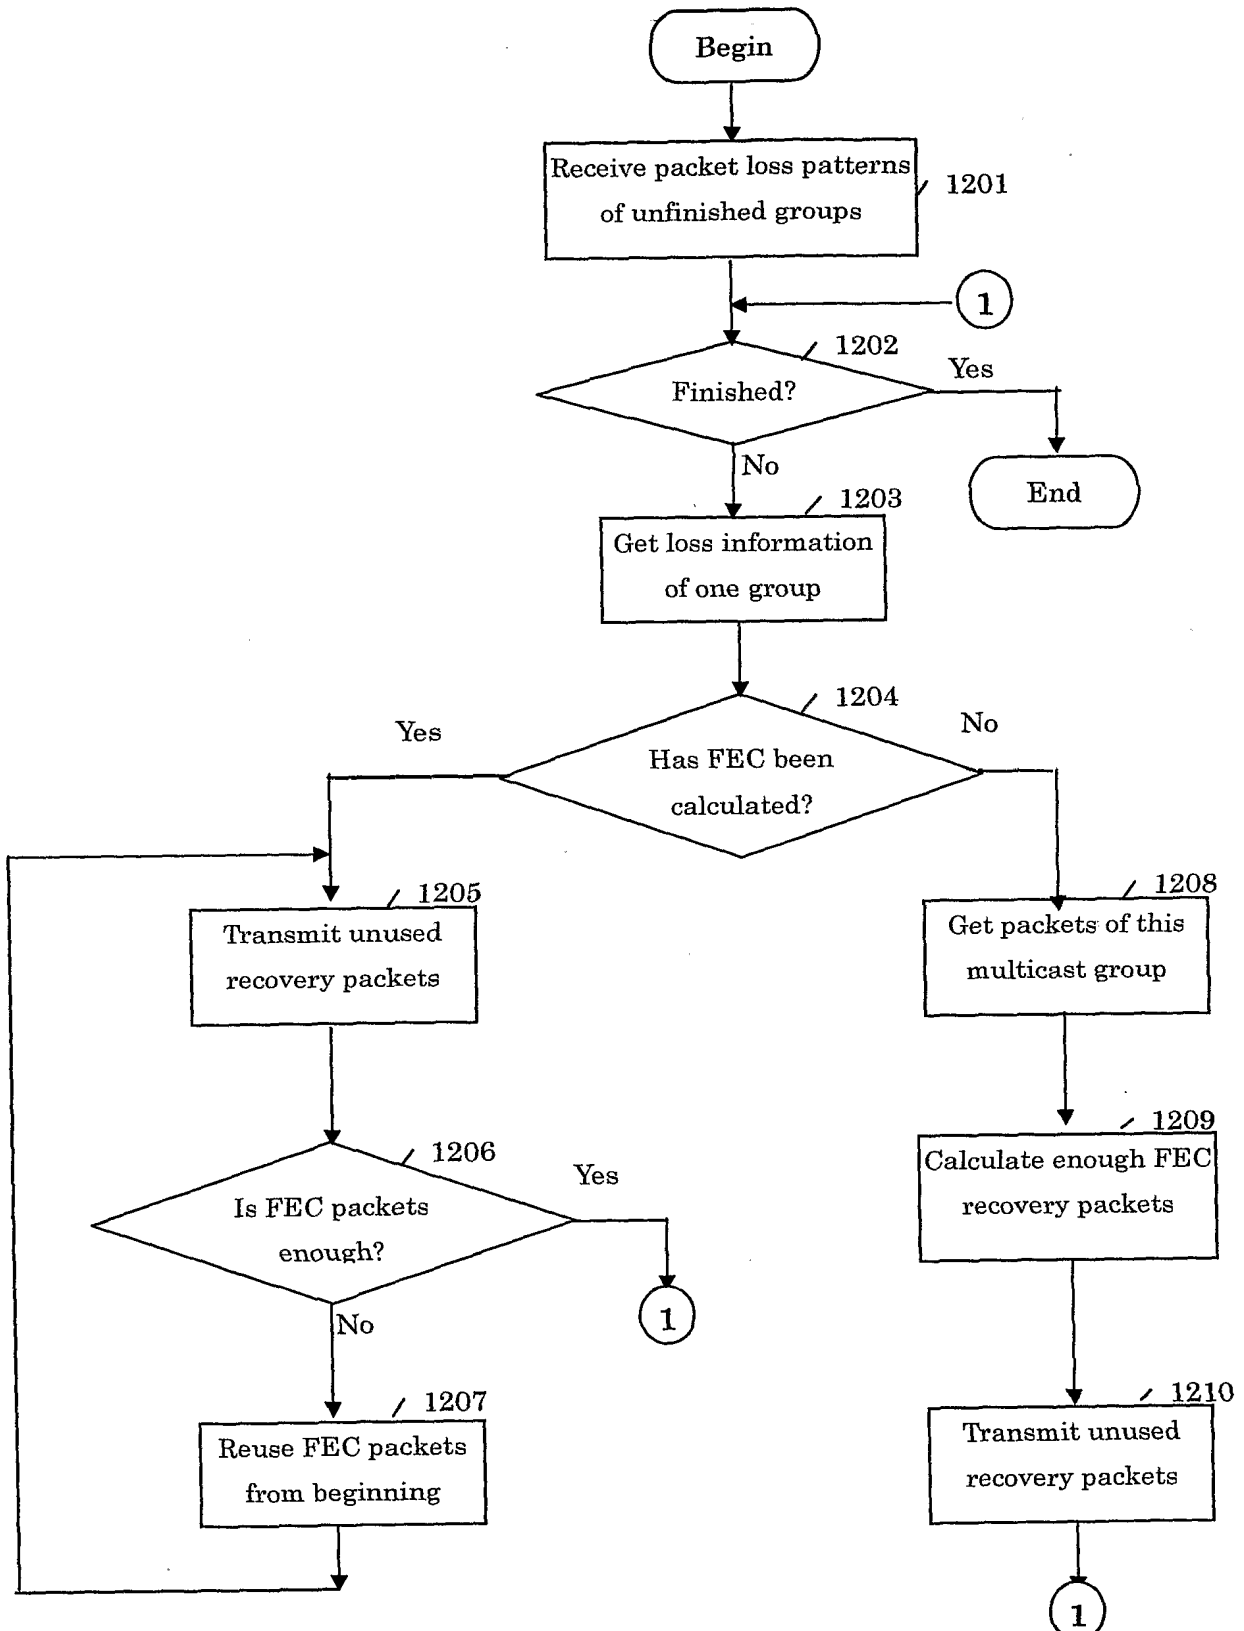 Begin
Receive packet loss patterns
of unfinished groups
1201
1
1202
Finished?
Yes
No
End
1203
Get loss information
of one group
1204
Yes
No
Has FEC been
calculated?
1205
Transmit unused
recovery packets
1208
Get packets of this
multicast group
1206
Is FEC packets
enough?
Yes
1
No
1209
Calculate enough FEC
recovery packets
1207
Reuse FEC packets
from beginning
1210
Transmit unused
recovery packets
1